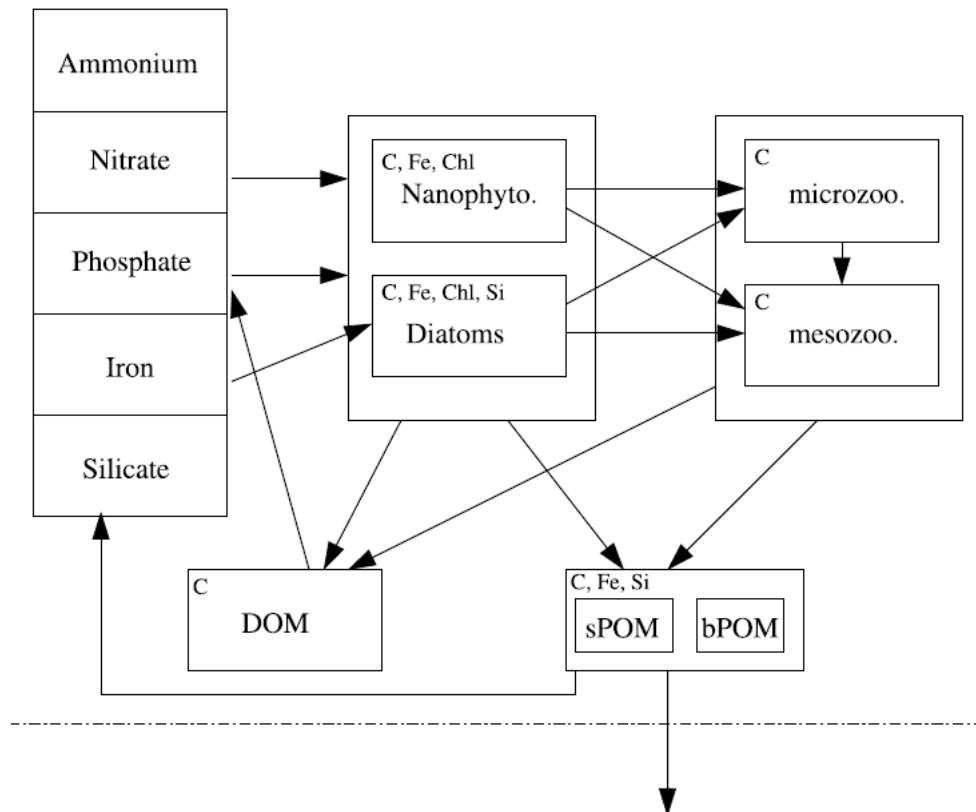 Ammonium
Nitrate
Phosphate
Iron
Silicate
C, Fe, Chl
Nanophyto.
C, Fe, Chl, Si
Diatoms
C
microzoo.
C
mesozoo.
C
DOM
C, Fe, Si
sPOM
bPOM